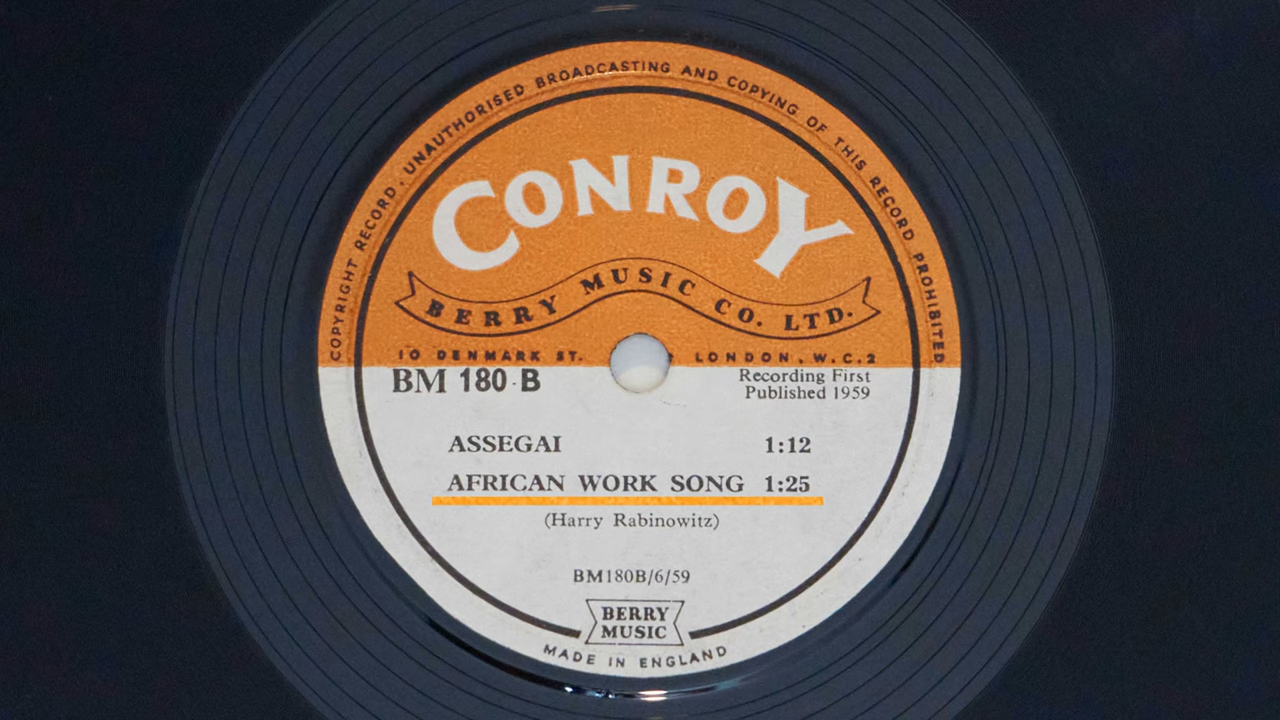 COPYRIGHT RECORD. UNAUTHORISED BROADCASTING AND COPYING OF THIS RECORD PROHIBITED
CONROY
BERRY MUSIC CO. LTD.
10 DENMARK ST. LONDON, W.C.2
BM 180 B
Recording First
Published 1959
ASSEGAI 1:12
AFRICAN WORK SONG 1:25
(Harry Rabinowitz)
BM180B/6/59
BERRY
MUSIC
MADE IN ENGLAND